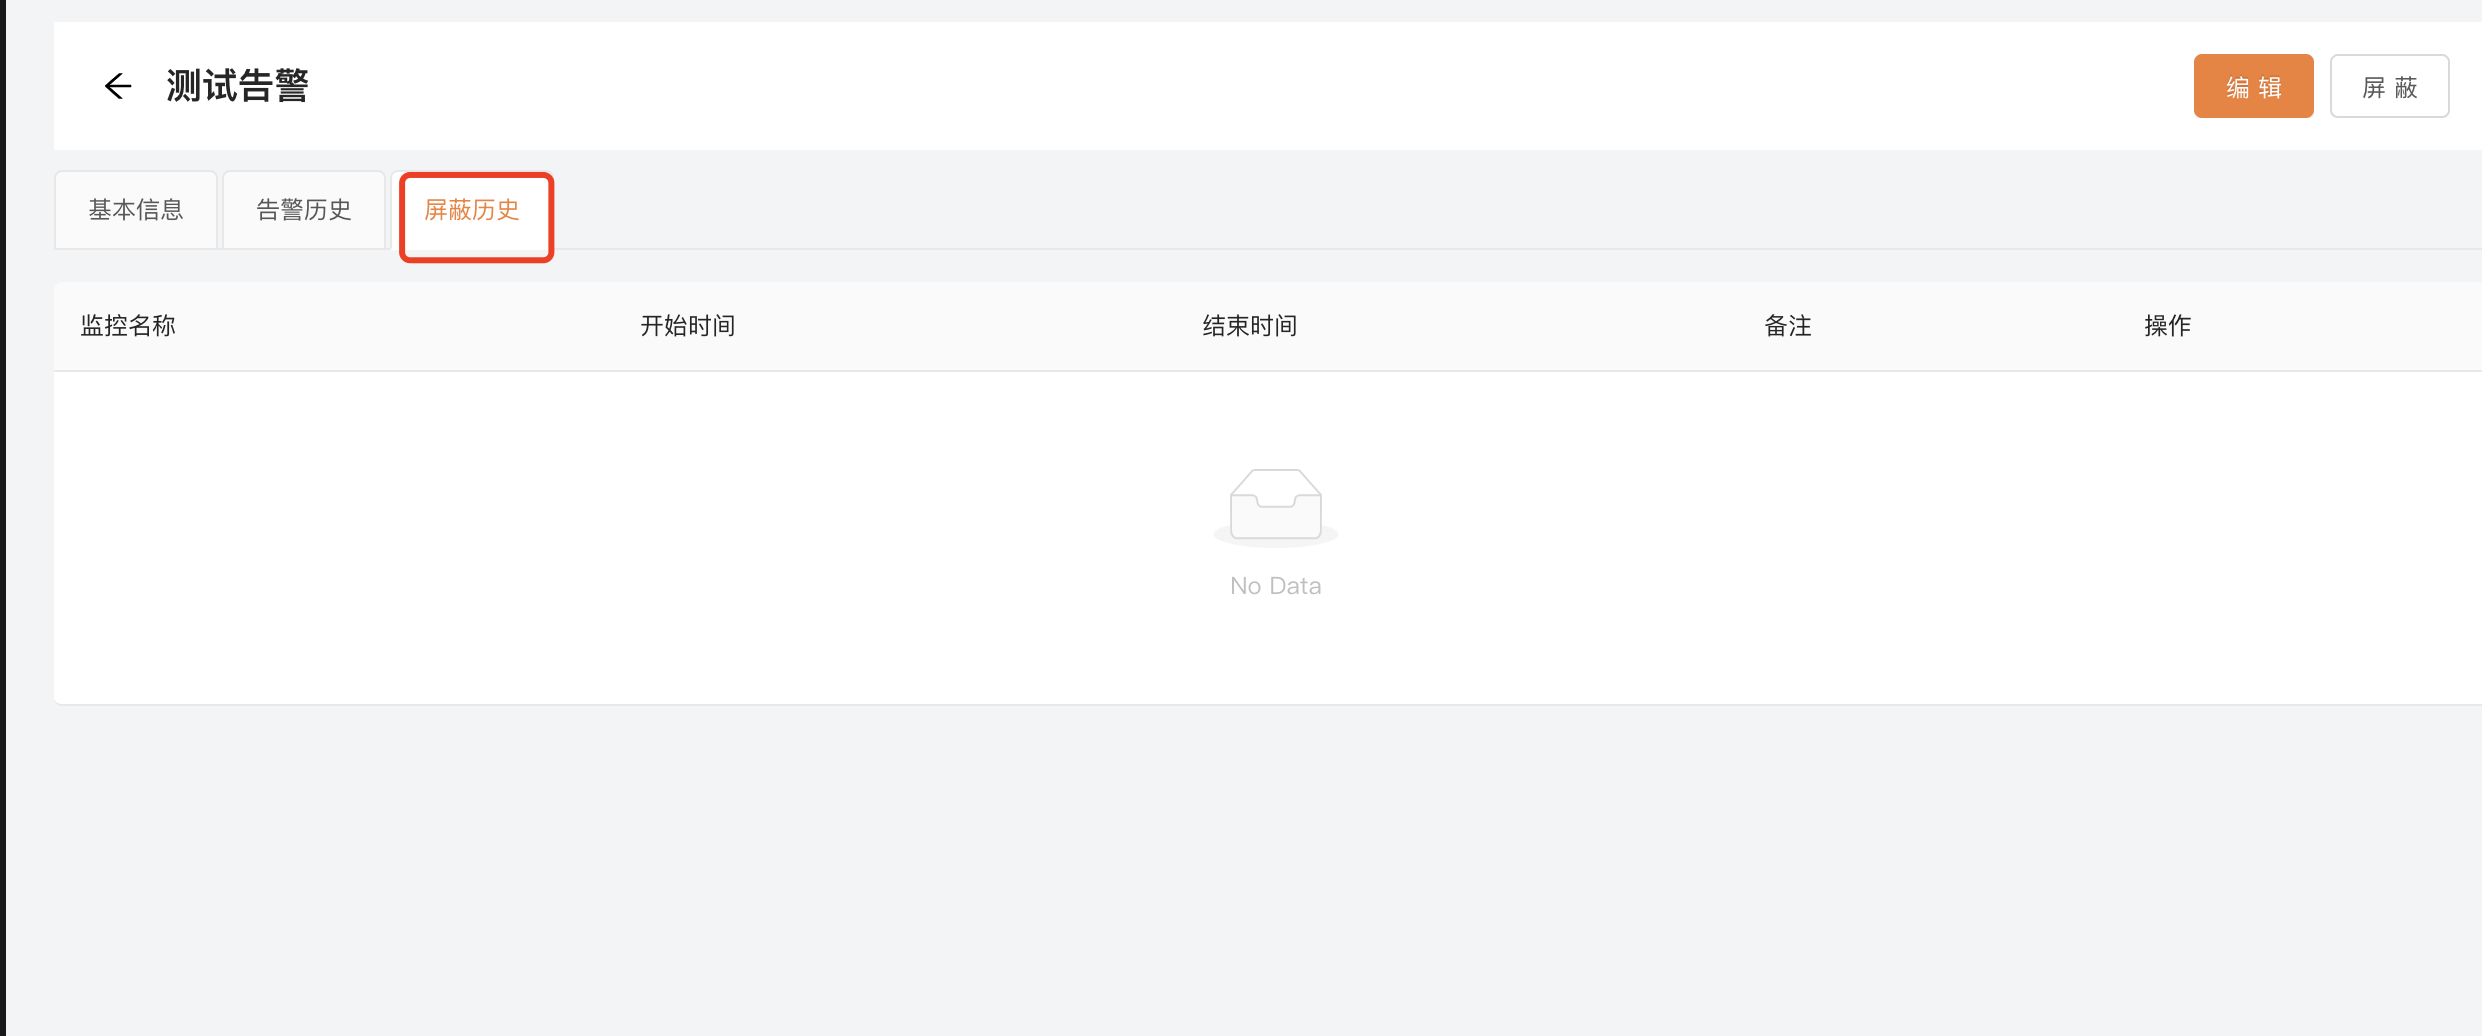 测试告警
编辑 屏蔽
基本信息 告警历史 屏蔽历史
监控名称 开始时间 结束时间 备注 操作
No Data